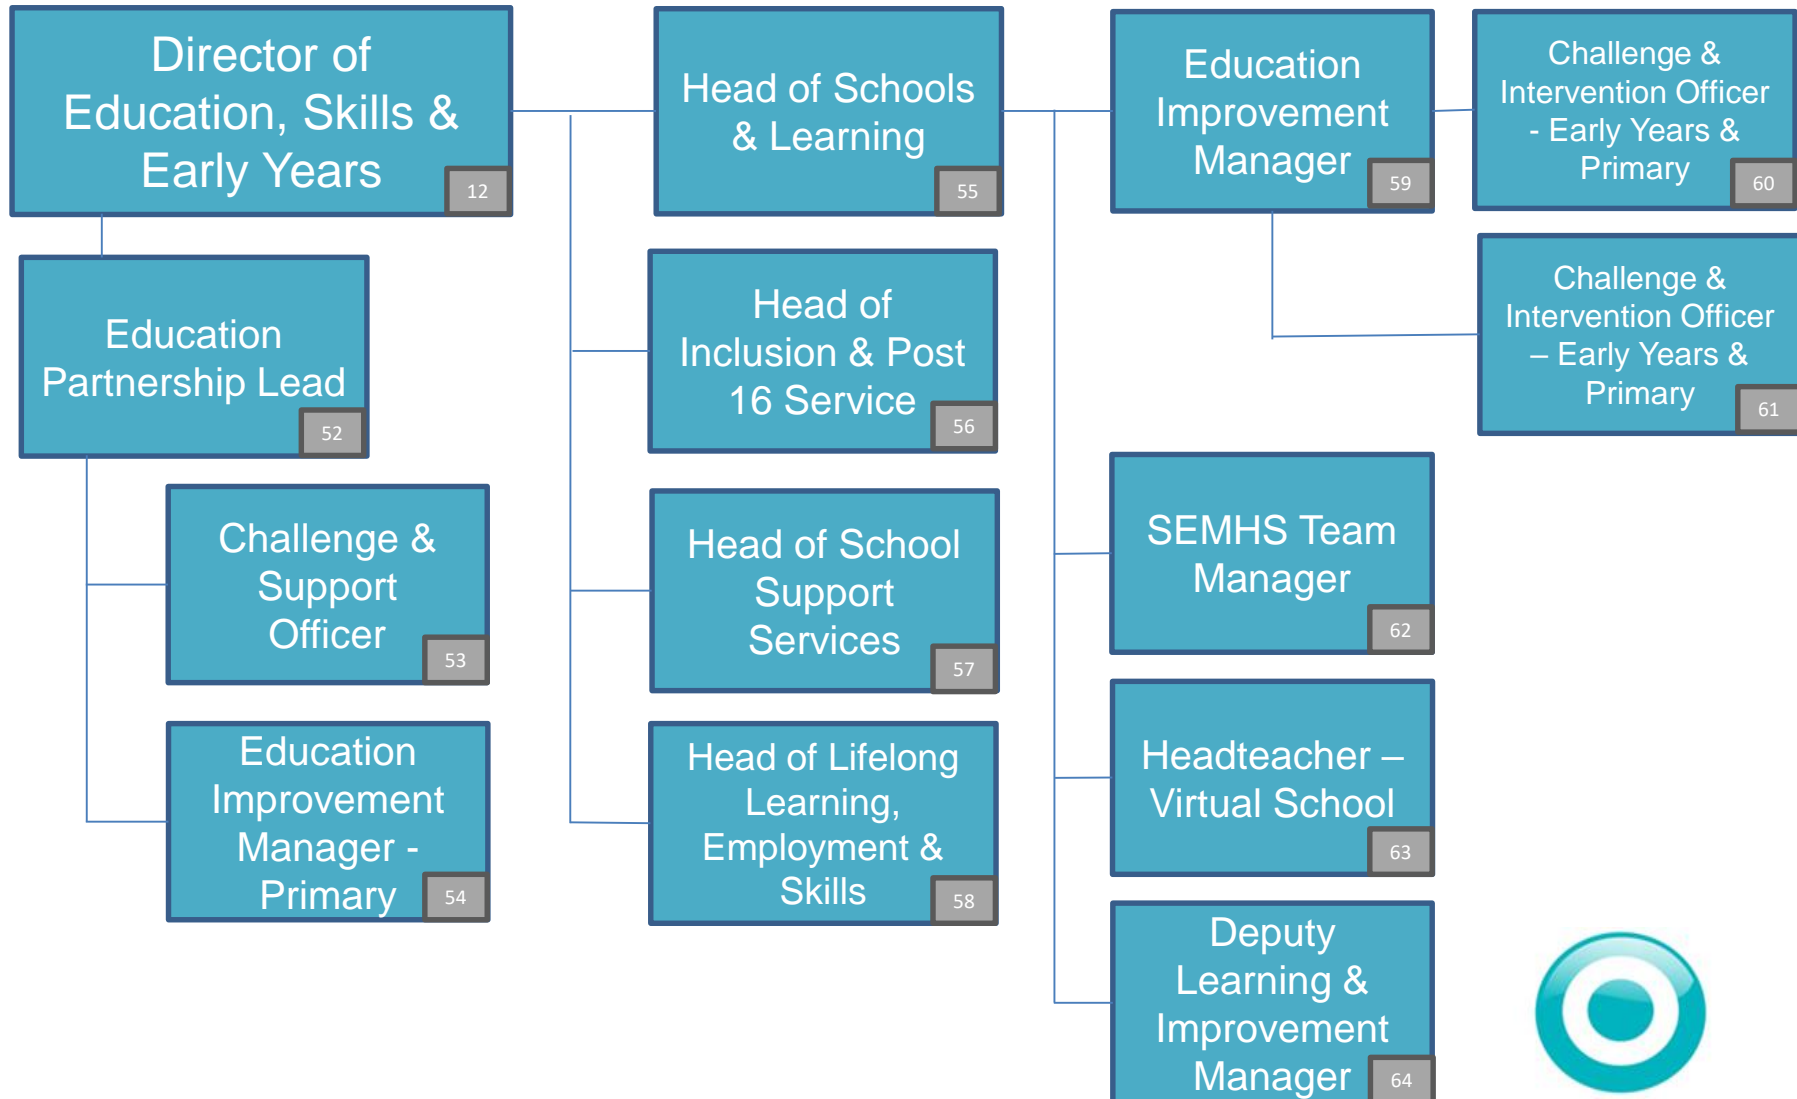 Director of
Education, Skills &
Early Years
12
Education
Partnership Lead
52
Challenge &
Support
Officer
53
Education
Improvement
Manager -
Primary
54
Head of Schools
& Learning
55
Head of
Inclusion & Post
16 Service
56
Head of School
Support
Services
57
Head of Lifelong
Learning,
Employment &
Skills
58
Education
Improvement
Manager
59
Challenge &
Intervention Officer
- Early Years &
Primary
60
Challenge &
Intervention Officer
– Early Years &
Primary
61
SEMHS Team
Manager
62
Headteacher –
Virtual School
63
Deputy
Learning &
Improvement
Manager
64